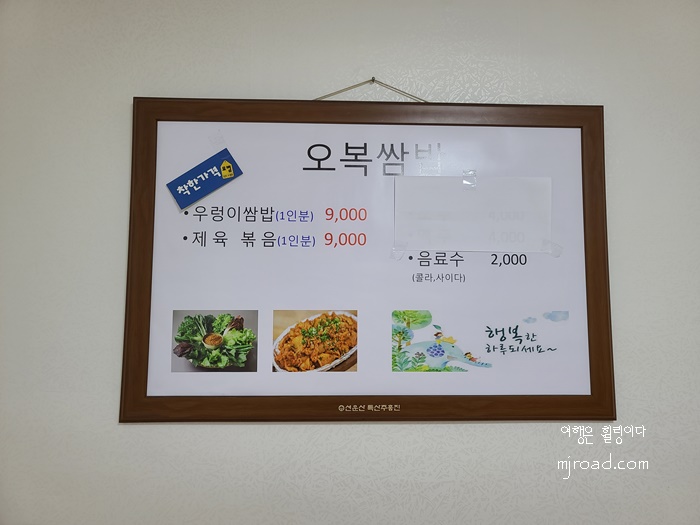 오복쌈밥
착한가격
• 우렁이쌈밥(1인분) 9,000
• 제육 볶음(1인분) 9,000
• 음료수 2,000
(콜라,사이다)
행복한
하루되세요~
여행은 힐링이다
mjroad.com